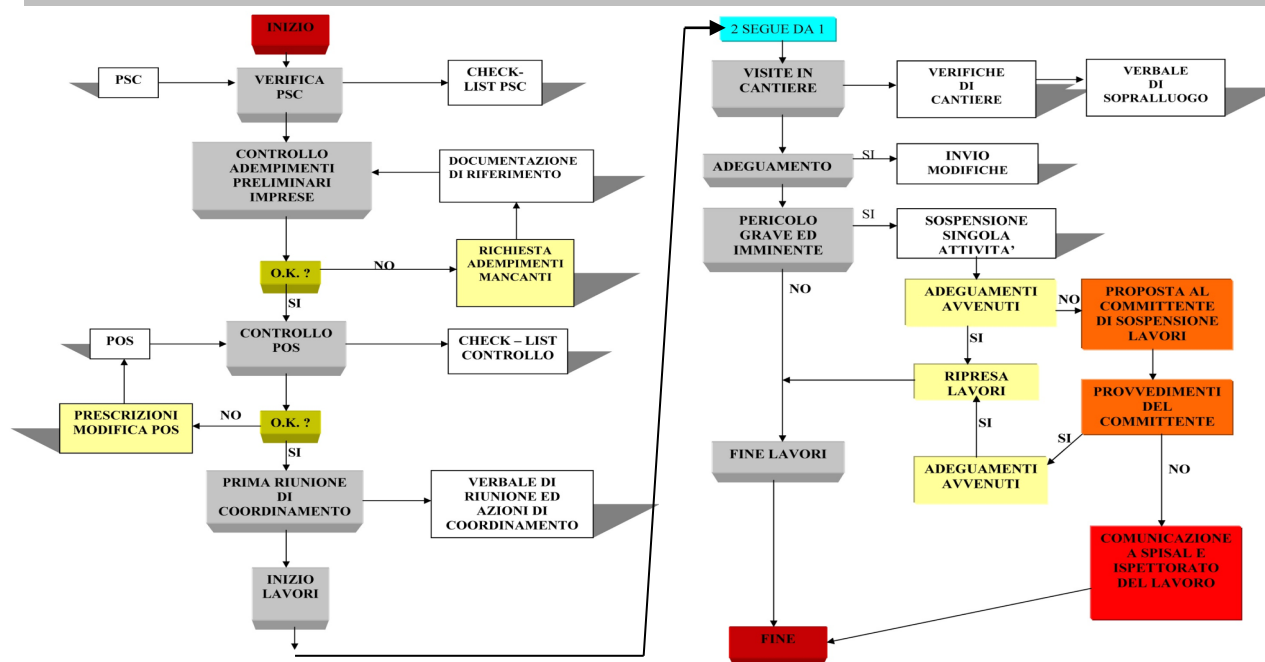 INIZIO
PSC
VERIFICA
PSC
CHECK-
LIST PSC
CONTROLLO
ADEMPIMENTI
PRELIMINARI
IMPRESE
DOCUMENTAZIONE
DI RIFERIMENTO
O.K. ?
NO
RICHIESTA
ADEMPIMENTI
MANCANTI
SI
POS
CONTROLLO
POS
CHECK – LIST
CONTROLLO
PRESCRIZIONI
MODIFICA POS
NO
O.K. ?
SI
PRIMA RIUNIONE
DI
COORDINAMENTO
VERBALE DI
RIUNIONE ED
AZIONI DI
COORDINAMENTO
INIZIO
LAVORI
2 SEGUE DA 1
VISITE IN
CANTIERE
VERIFICHE
DI
CANTIERE
VERBALE
DI
SOPRALLUOGO
ADEGUAMENTO
SI
INVIO
MODIFICHE
PERICOLO
GRAVE ED
IMMINENTE
SI
SOSPENSIONE
SINGOLA
ATTIVITA’
NO
ADEGUAMENTI
AVVENUTI
NO
PROPOSTA AL
COMMITTENTE
DI SOSPENSIONE
LAVORI
SI
RIPRESA
LAVORI
PROVVEDIMENTI
DEL
COMMITTENTE
SI
SI
FINE LAVORI
ADEGUAMENTI
AVVENUTI
NO
COMUNICAZIONE
A SPISAL E
ISPETTORATO
DEL LAVORO
FINE